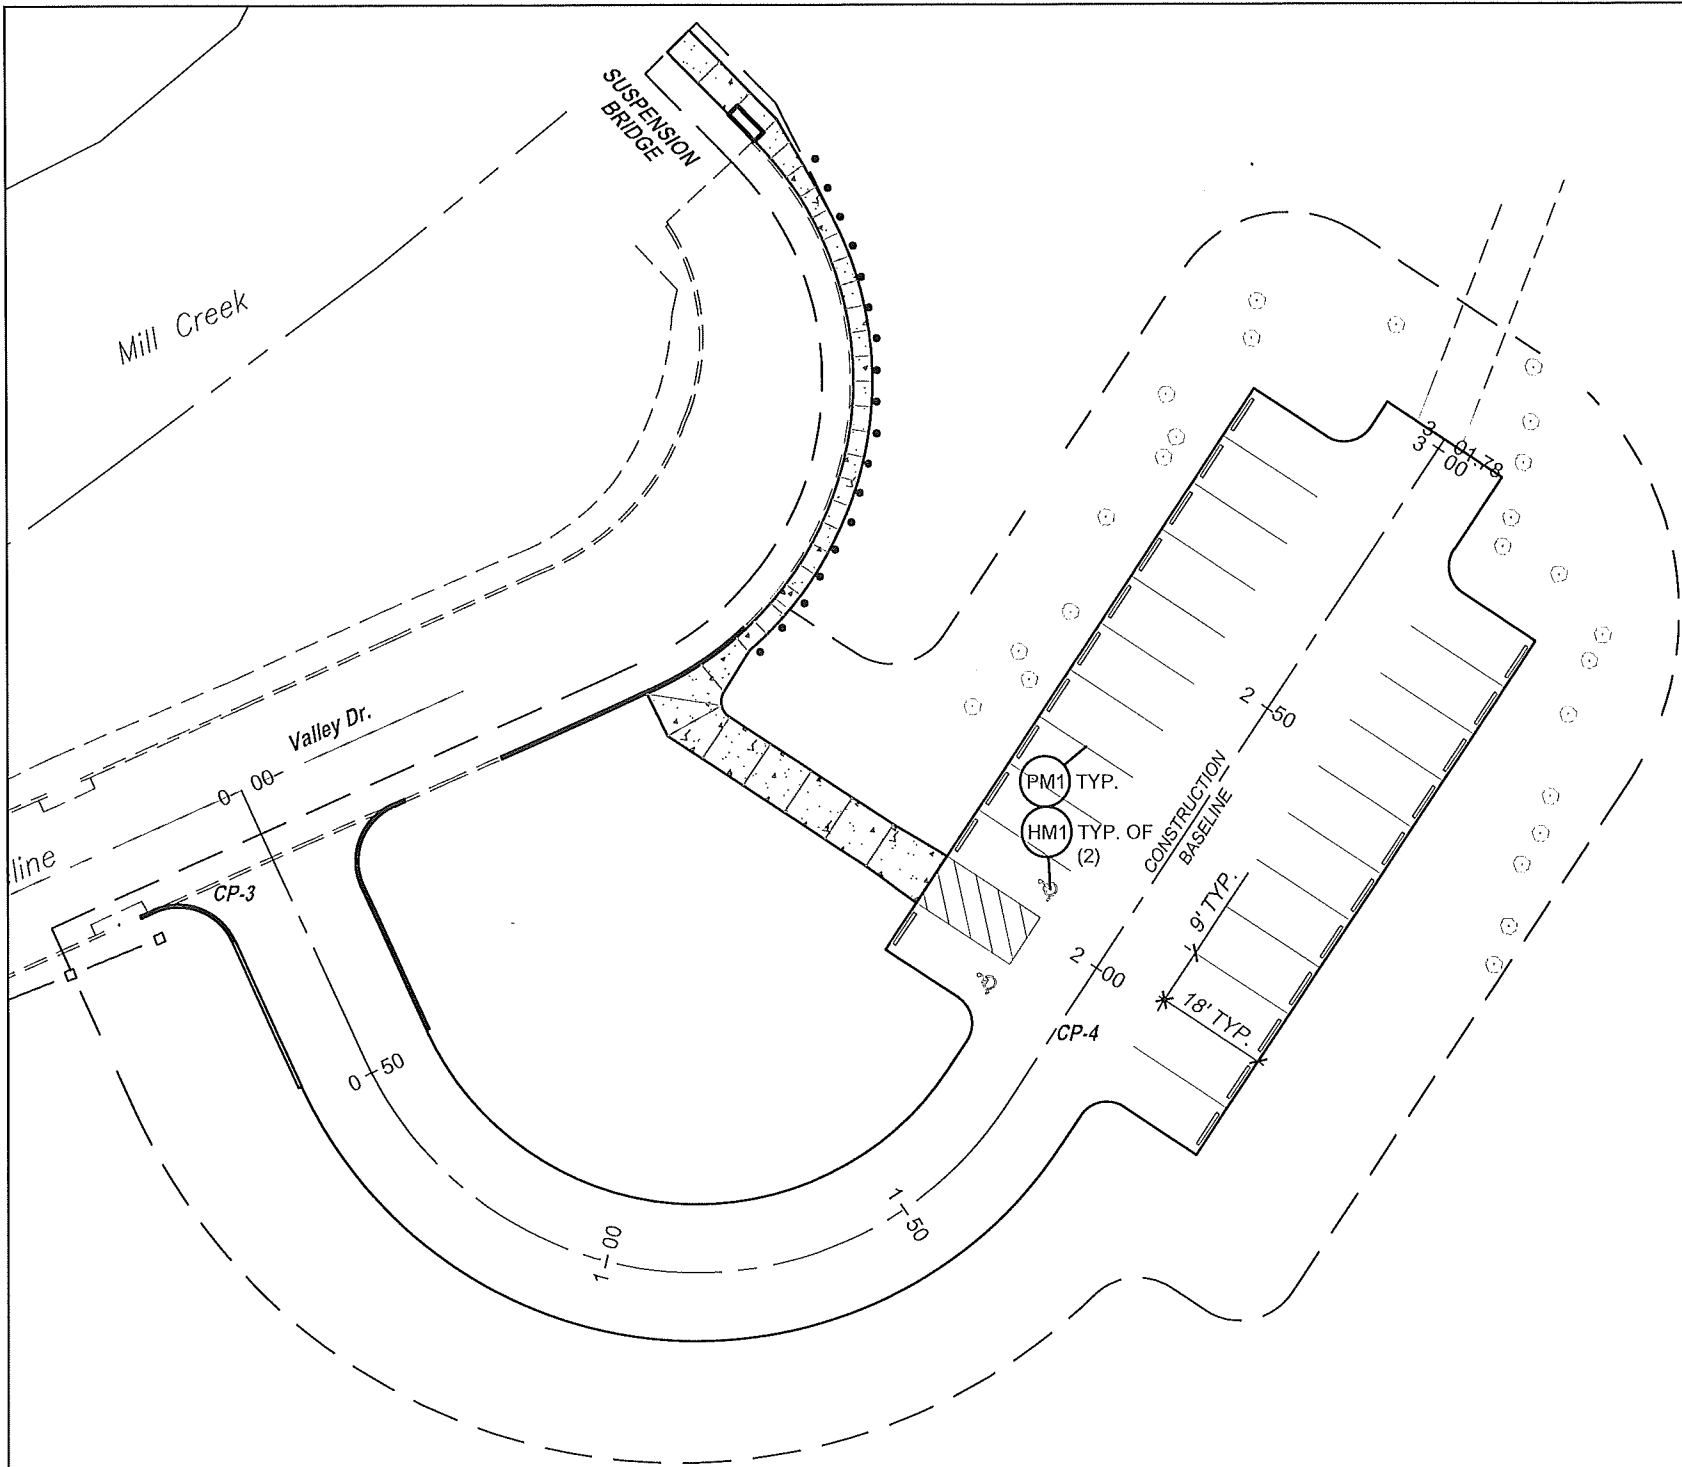 SUSPENSION
BRIDGE
Mill Creek
3 01.78
3 00
Valley Dr.
0 00
2 50
PM1 TYP.
HM1 TYP. OF
(2)
CONSTRUCTION
BASELINE
line
CP-3
9' TYP.
2 00
18' TYP.
CP-4
0 50
1 50
1 00